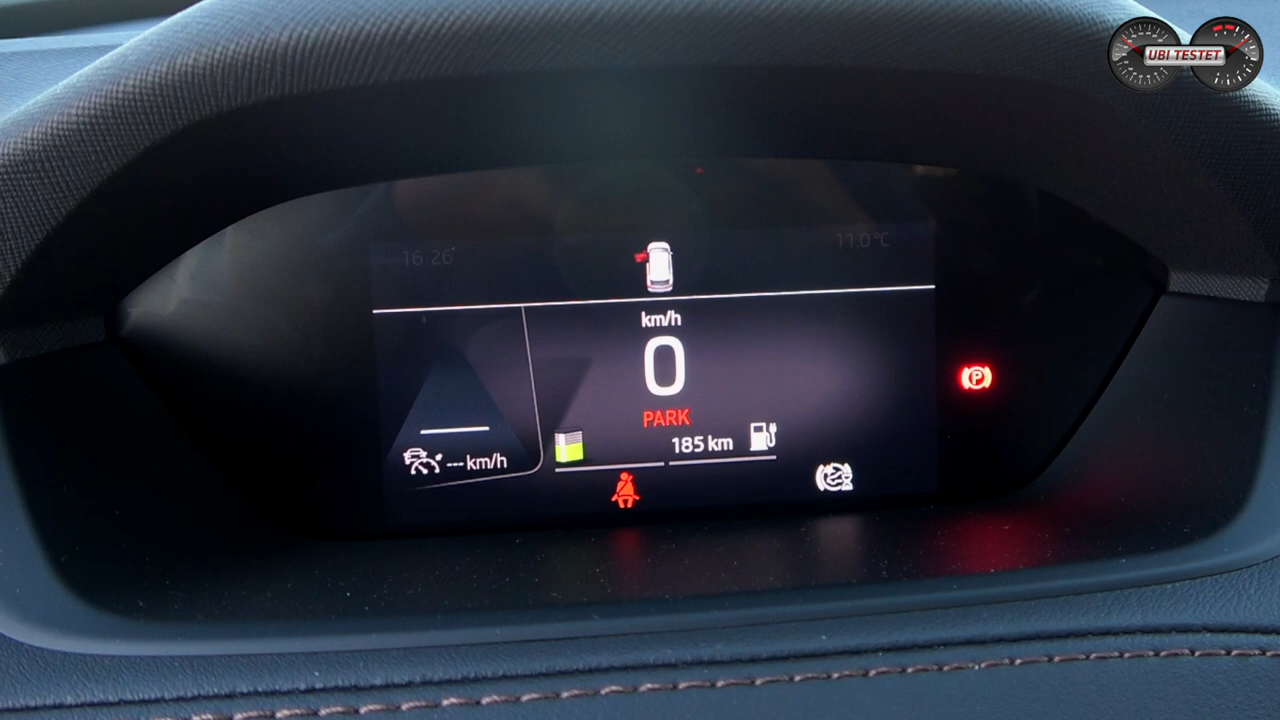 UBI TESTET
16:26
11.0 °C
km/h
0
PARK
185 km
--- km/h
P